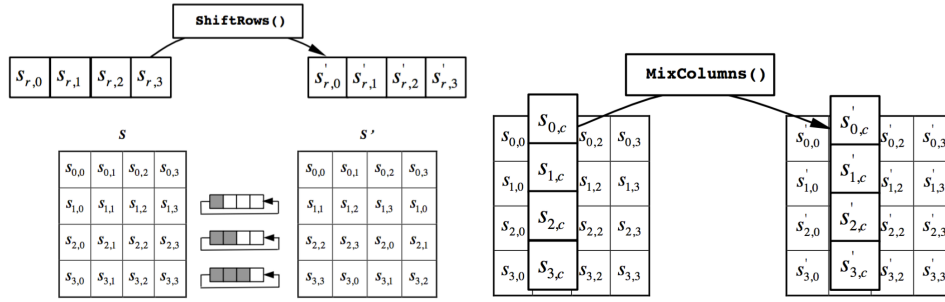 ShiftRows()
S_{r,0} S_{r,1} S_{r,2} S_{r,3}
S'_{r,0} S'_{r,1} S'_{r,2} S'_{r,3}
S
S'
S_{0,0} S_{0,1} S_{0,2} S_{0,3}
S_{1,0} S_{1,1} S_{1,2} S_{1,3}
S_{2,0} S_{2,1} S_{2,2} S_{2,3}
S_{3,0} S_{3,1} S_{3,2} S_{3,3}
S_{0,0} S_{0,1} S_{0,2} S_{0,3}
S_{1,1} S_{1,2} S_{1,3} S_{1,0}
S_{2,2} S_{2,3} S_{2,0} S_{2,1}
S_{3,3} S_{3,0} S_{3,1} S_{3,2}
MixColumns()
S_{0,0} S_{0,c} S_{0,2} S_{0,3}
S_{1,0} S_{1,c} S_{1,2} S_{1,3}
S_{2,0} S_{2,c} S_{2,2} S_{2,3}
S_{3,0} S_{3,c} S_{3,2} S_{3,3}
S'_{0,0} S'_{0,c} S'_{0,2} S'_{0,3}
S'_{1,0} S'_{1,c} S'_{1,2} S'_{1,3}
S'_{2,0} S'_{2,c} S'_{2,2} S'_{2,3}
S'_{3,0} S'_{3,c} S'_{3,2} S'_{3,3}